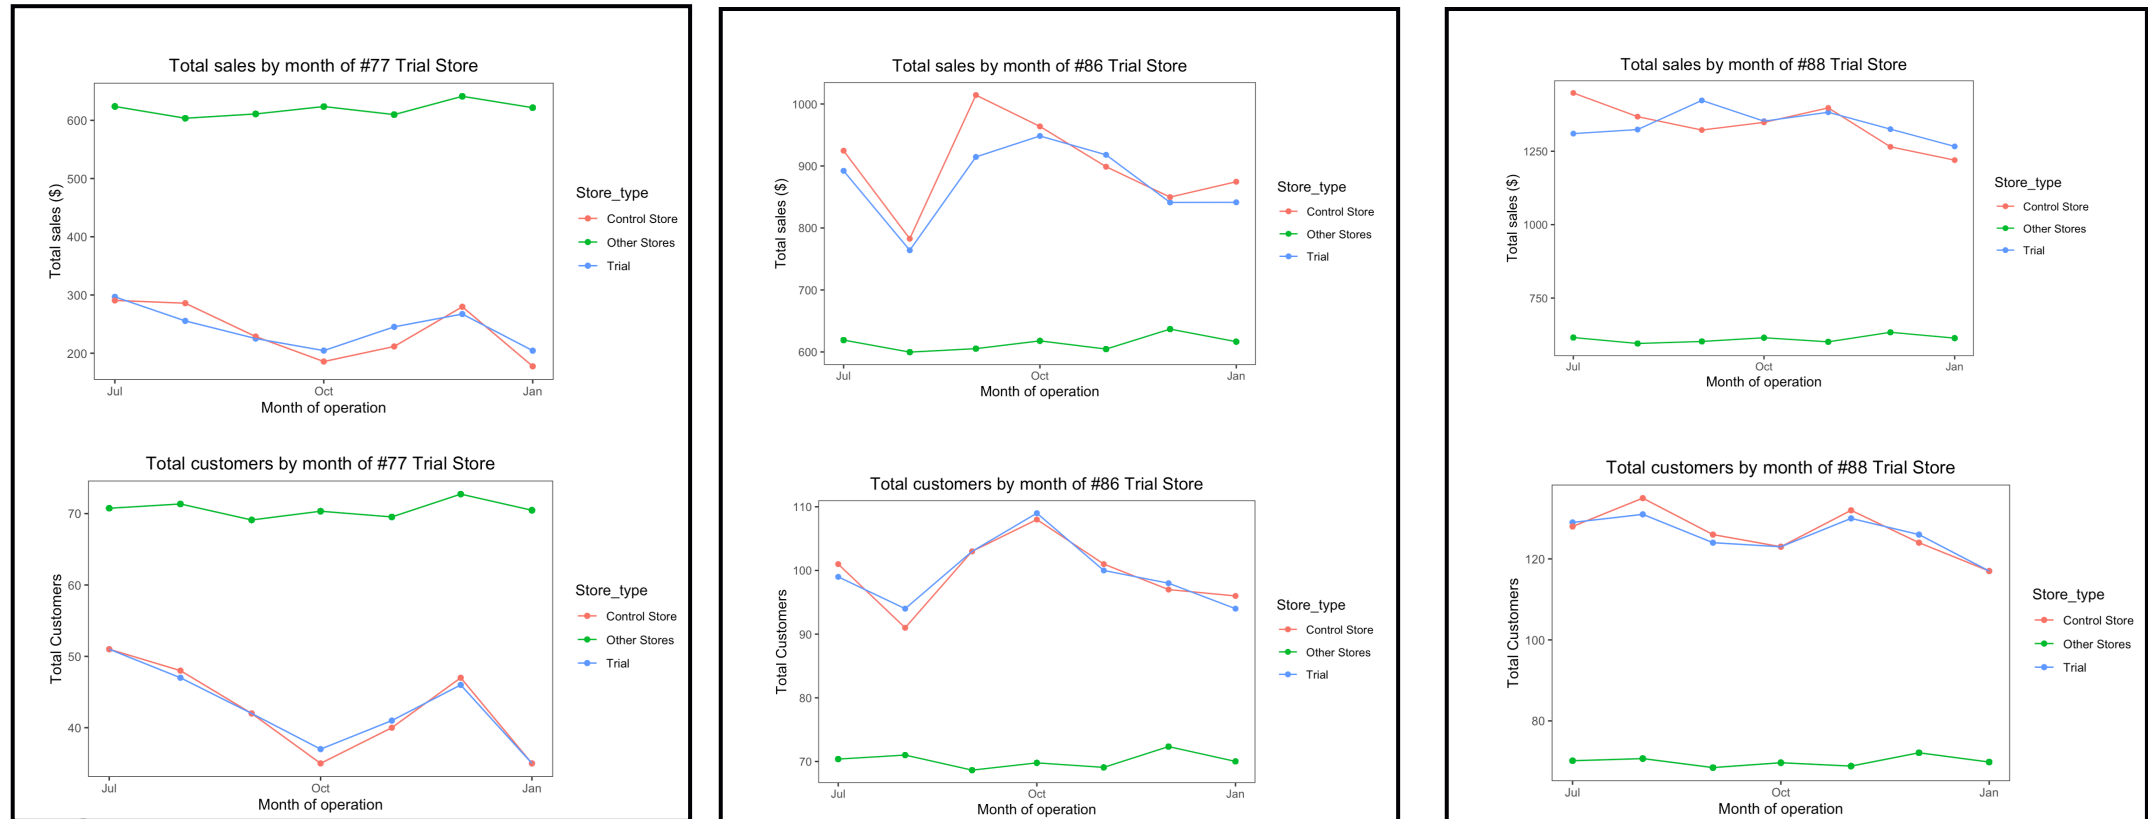 Total sales by month of #77 Trial Store
600
500
400
300
200
Total sales ($)
Jul
Oct
Jan
Month of operation
Store_type
Control Store
Other Stores
Trial
Total customers by month of #77 Trial Store
70
60
50
40
Total Customers
Jul
Oct
Jan
Month of operation
Store_type
Control Store
Other Stores
Trial
Total sales by month of #86 Trial Store
1000
900
800
700
600
Total sales ($)
Jul
Oct
Jan
Month of operation
Store_type
Control Store
Other Stores
Trial
Total customers by month of #86 Trial Store
110
100
90
80
70
Total Customers
Jul
Oct
Jan
Month of operation
Store_type
Control Store
Other Stores
Trial
Total sales by month of #88 Trial Store
1250
1000
750
Total sales ($)
Jul
Oct
Jan
Month of operation
Store_type
Control Store
Other Stores
Trial
Total customers by month of #88 Trial Store
120
100
80
Total Customers
Jul
Oct
Jan
Month of operation
Store_type
Control Store
Other Stores
Trial